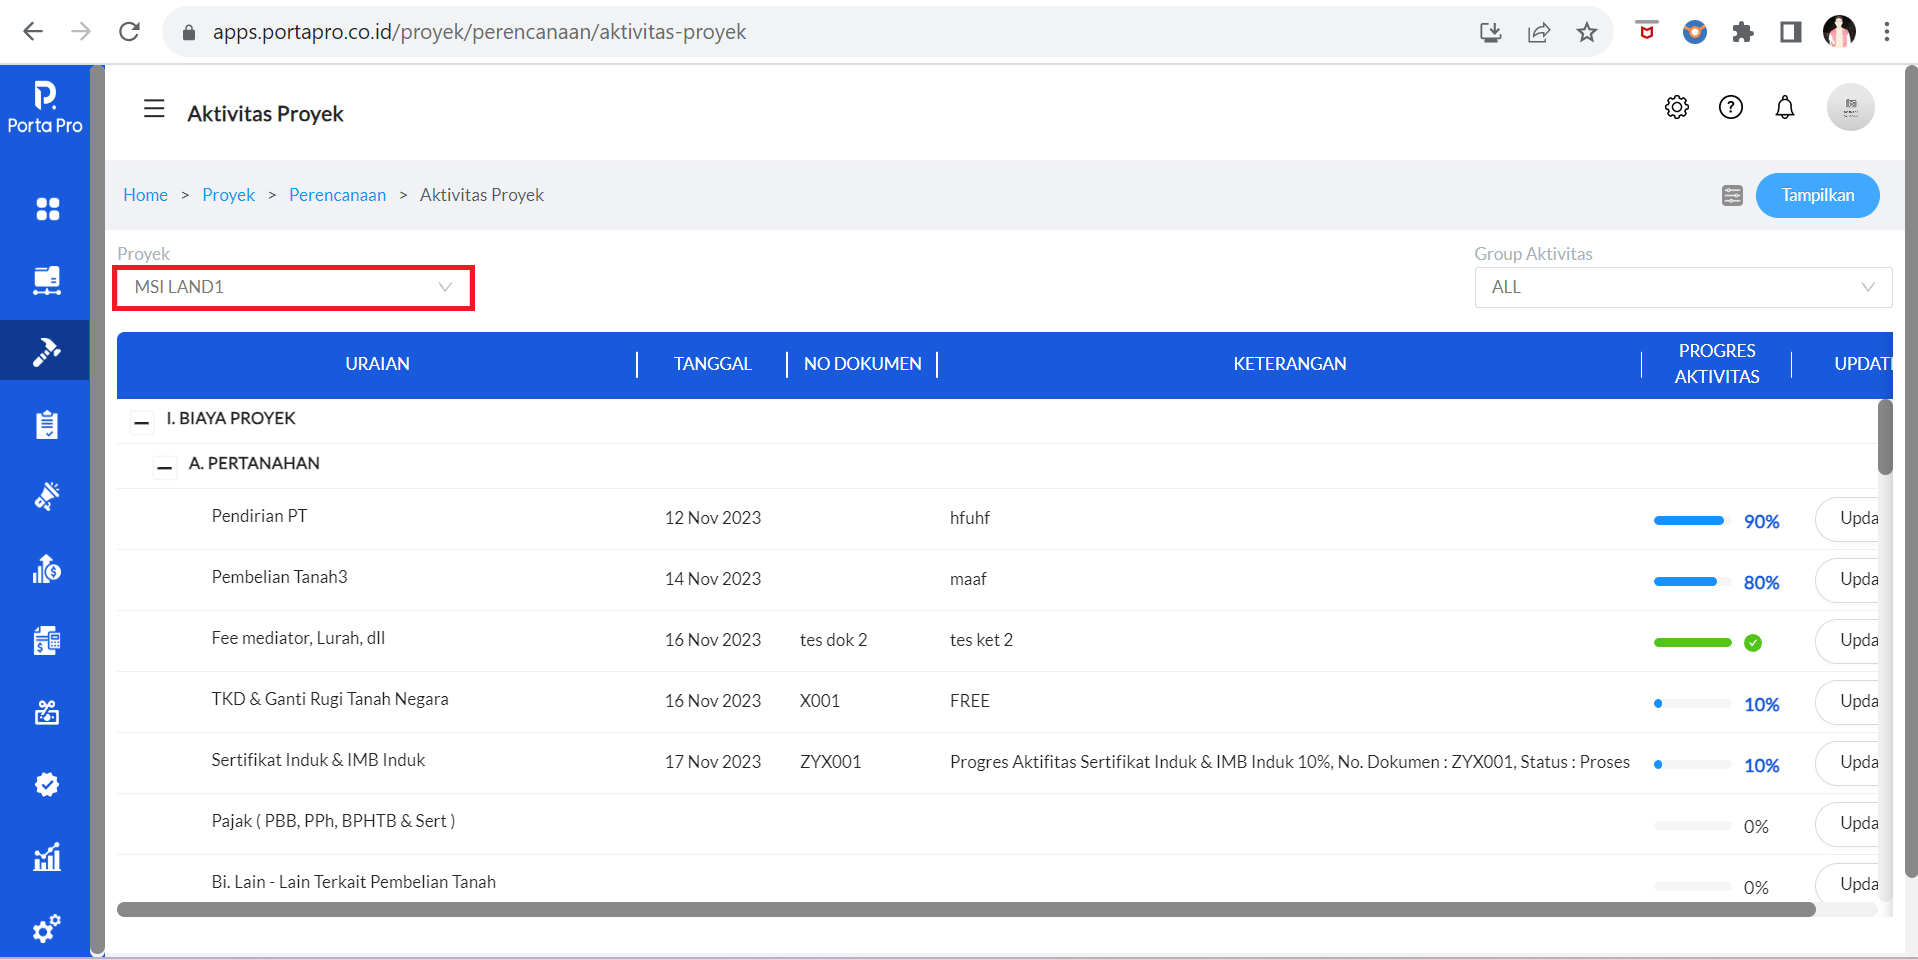 apps.portapro.co.id/proyek/perencanaan/aktivitas-proyek
Porta Pro
Aktivitas Proyek
Home > Proyek > Perencanaan > Aktivitas Proyek
Tampilkan
Proyek
Group Aktivitas
MSI LAND1
ALL
URAIAN TANGGAL NO DOKUMEN KETERANGAN PROGRES AKTIVITAS UPDATE
I. BIAYA PROYEK
A. PERTANAHAN
Pendirian PT 12 Nov 2023 hfuhf 90% Upda
Pembelian Tanah3 14 Nov 2023 maaf 80% Upda
Fee mediator, Lurah, dll 16 Nov 2023 tes dok 2 tes ket 2 Upda
TKD & Ganti Rugi Tanah Negara 16 Nov 2023 X001 FREE 10% Upda
Sertifikat Induk & IMB Induk 17 Nov 2023 ZYX001 Progres Aktifitas Sertifikat Induk & IMB Induk 10%, No. Dokumen : ZYX001, Status : Proses 10% Upda
Pajak ( PBB, PPh, BPHTB & Sert ) 0% Upda
Bi. Lain - Lain Terkait Pembelian Tanah 0% Upda